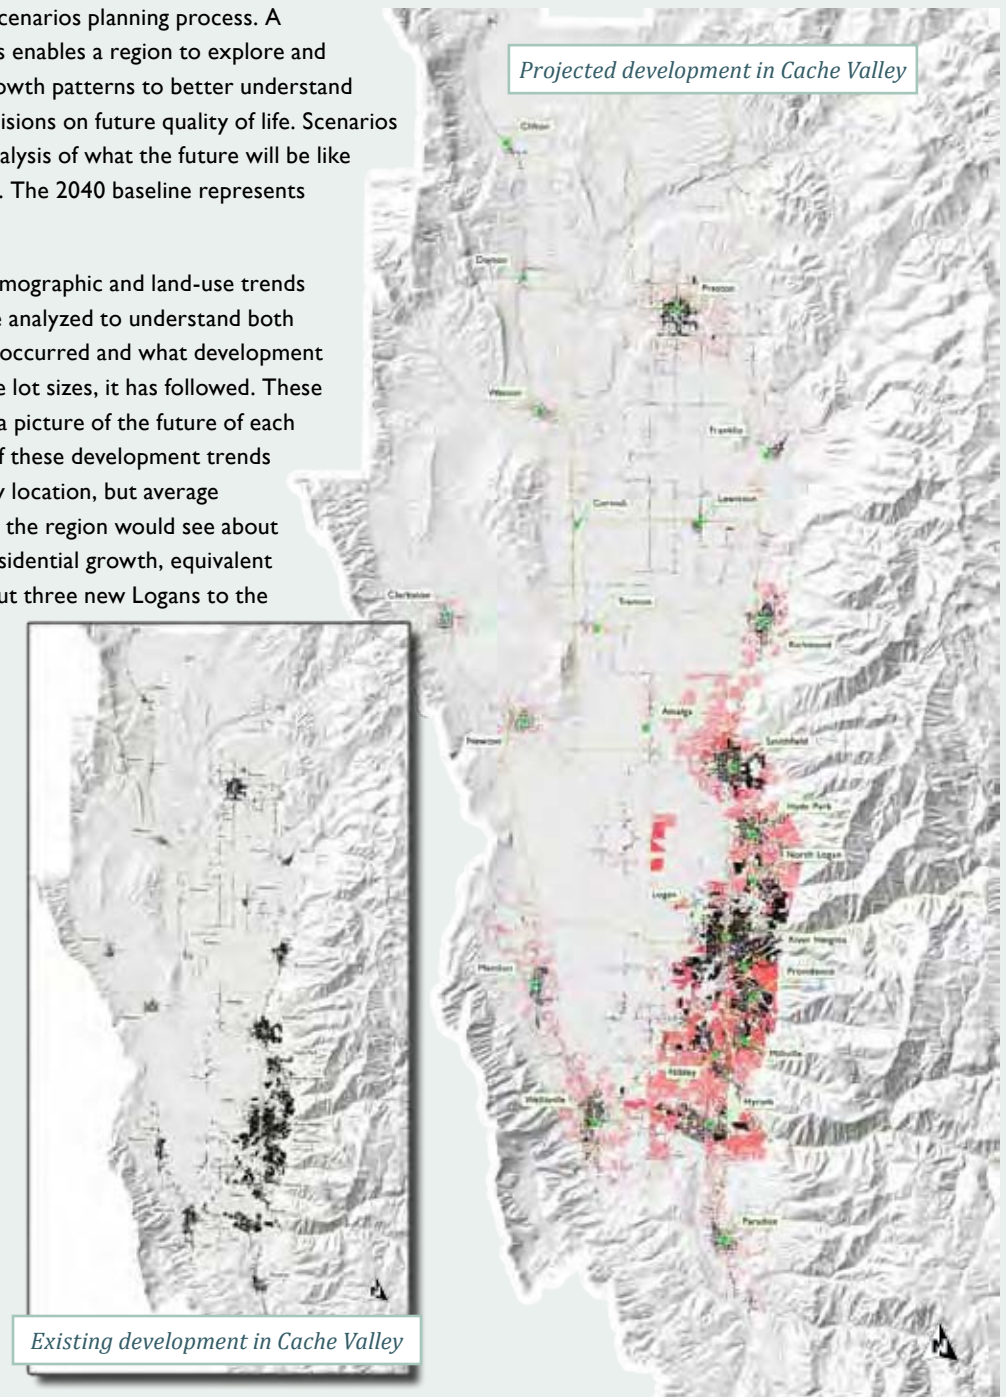 cenarios planning process. A
s enables a region to explore and
owth patterns to better understand
isions on future quality of life. Scenarios
alysis of what the future will be like
. The 2040 baseline represents
mographic and land-use trends
e analyzed to understand both
occurred and what development
e lot sizes, it has followed. These
a picture of the future of each
f these development trends
y location, but average
the region would see about
sidential growth, equivalent
ut three new Logans to the
Projected development in Cache Valley
Clifton
Dayton
Preston
Weston
Franklin
Cornish
Lewiston
Clarkston
Trenton
Richmond
Amalga
Newton
Smithfield
Hyde Park
North Logan
Logan
River Heights
Mendon
Providence
Millville
Nibley
Wellsville
Hyrum
Paradise
N
Existing development in Cache Valley
N